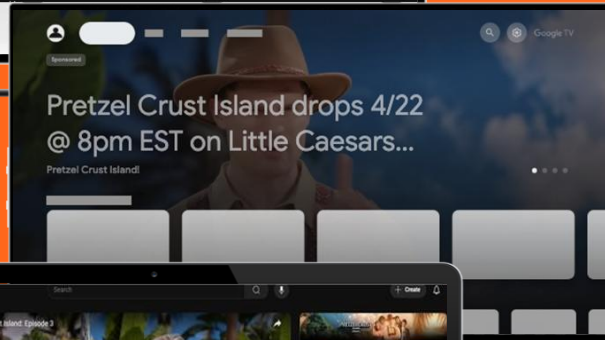 Google TV
Sponsored
Pretzel Crust Island drops 4/22
@ 8pm EST on Little Caesars...
Pretzel Crust Island!
Search
+ Create
Island: Episode 3